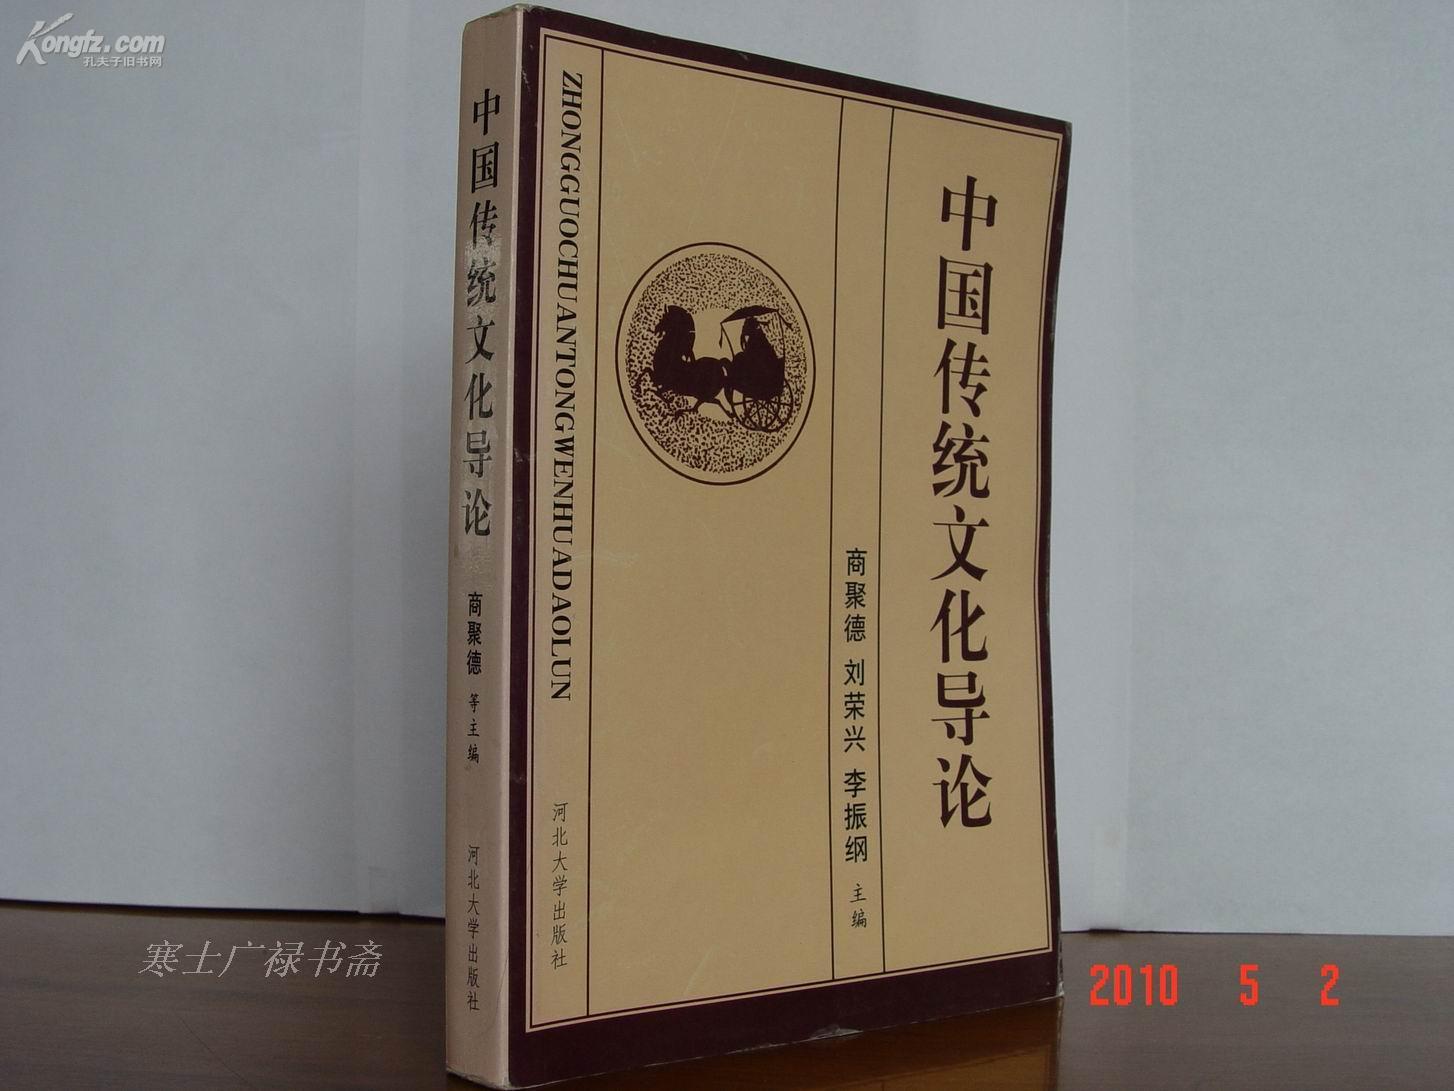 Kongfz.com
孔夫子旧书网
中国传统文化导论
商聚德 等主编
河北大学出版社
ZHONGGUOCHUANTONGWENHUADAOLUN
河北大学出版社
中国传统文化导论
商聚德 刘荣兴 李振纲 主编
寒士广禄书斋
2010 5 2